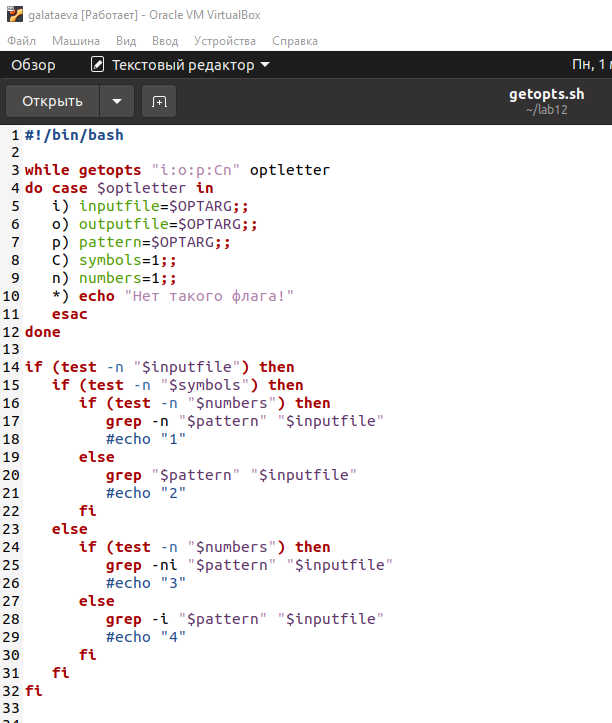 galataeva [Работает] - Oracle VM VirtualBox
Файл Машина Вид Ввод Устройства Справка
Обзор Текстовый редактор Пн, 1
Открыть getopts.sh
~/lab12
1 #!/bin/bash
2
3 while getopts "i:o:p:Cn" optletter
4 do case $optletter in
5    i) inputfile=$OPTARG;;
6    o) outputfile=$OPTARG;;
7    p) pattern=$OPTARG;;
8    C) symbols=1;;
9    n) numbers=1;;
10    *) echo "Нет такого флага!"
11    esac
12 done
13
14 if (test -n "$inputfile") then
15    if (test -n "$symbols") then
16       if (test -n "$numbers") then
17          grep -n "$pattern" "$inputfile"
18          #echo "1"
19       else
20          grep "$pattern" "$inputfile"
21          #echo "2"
22       fi
23    else
24       if (test -n "$numbers") then
25          grep -ni "$pattern" "$inputfile"
26          #echo "3"
27       else
28          grep -i "$pattern" "$inputfile"
29          #echo "4"
30       fi
31    fi
32 fi
33